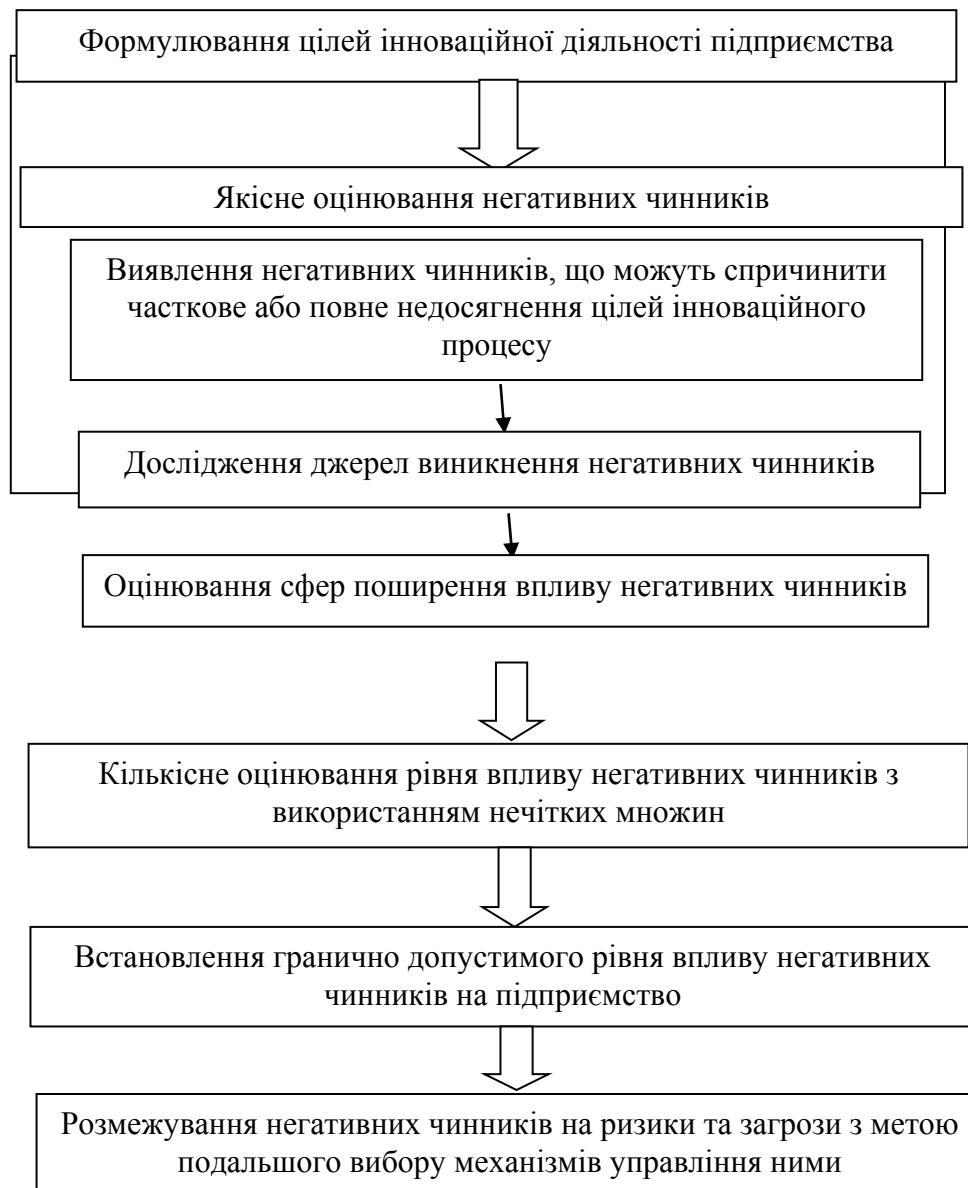 Формулювання цілей інноваційної діяльності підприємства
Якісне оцінювання негативних чинників
Виявлення негативних чинників, що можуть спричинити
часткове або повне недосягнення цілей інноваційного
процесу
Дослідження джерел виникнення негативних чинників
Оцінювання сфер поширення впливу негативних чинників
Кількісне оцінювання рівня впливу негативних чинників з
використанням нечітких множин
Встановлення гранично допустимого рівня впливу негативних
чинників на підприємство
Розмежування негативних чинників на ризики та загрози з метою
подальшого вибору механізмів управління ними